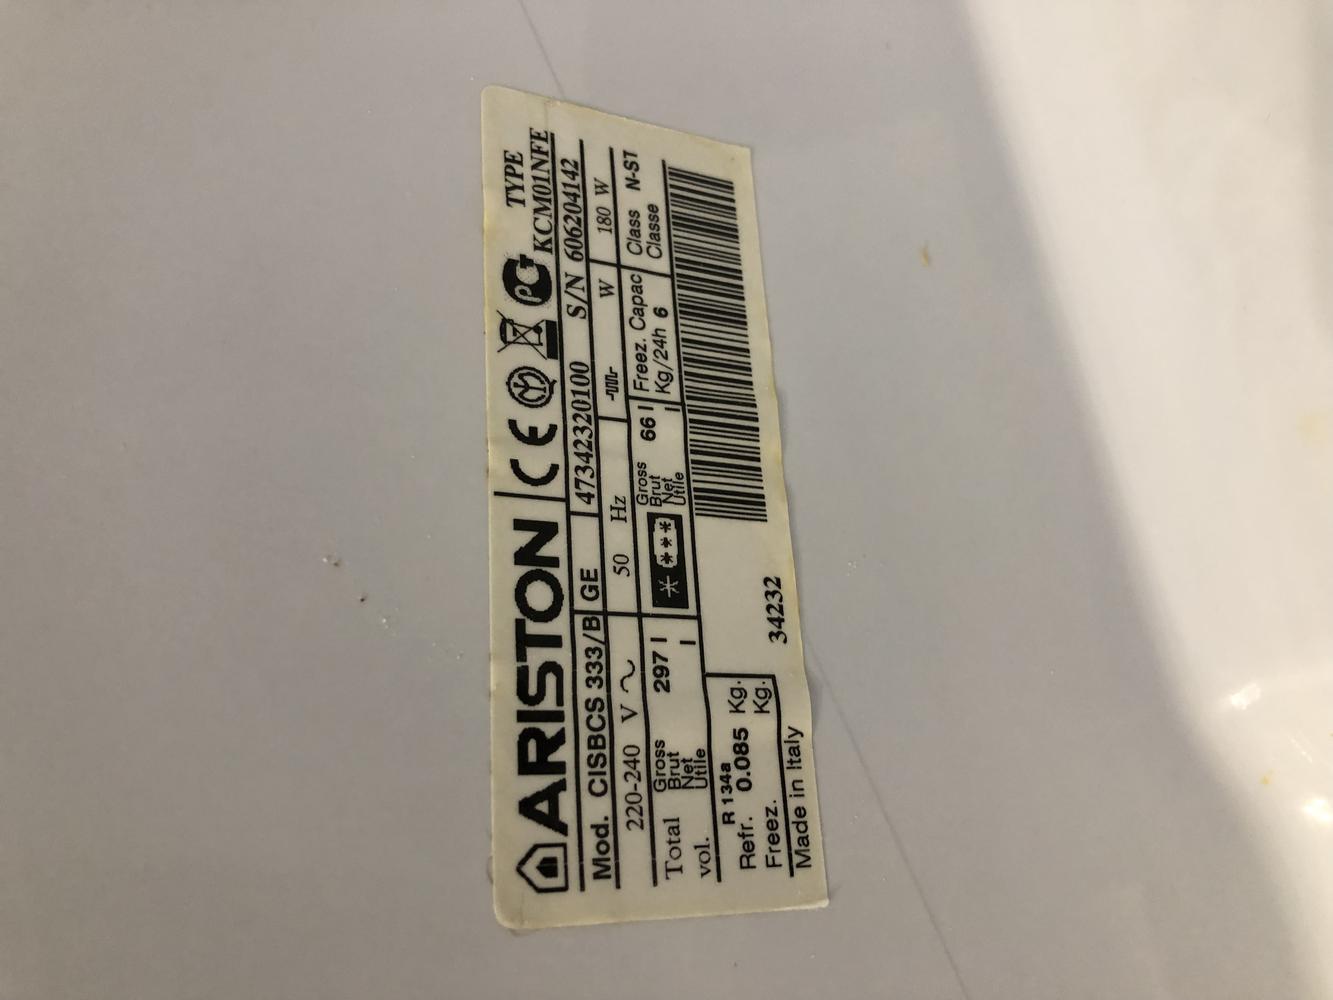 ARISTON CE PG TYPE
KCM01NFE
Mod. CISBCS 333/B GE 47342320100 S/N 606204142
220-240 V 50 Hz W 180 W
Total Gross 297 l Gross 66 l Freez. Capac Class N-ST
Brut Brut Kg/24h 6 Classe
vol. Net l Net l
Utile Utile
R 134a
Refr. 0.085 Kg.
Freez. Kg.
Made in Italy
34232